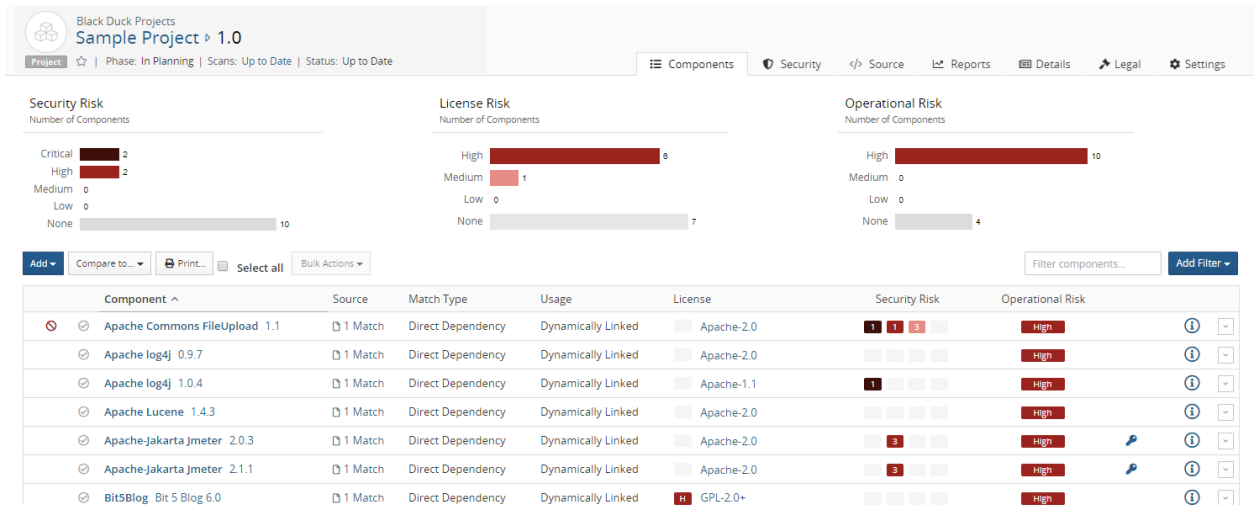 Black Duck Projects
Sample Project ▹ 1.0
Project | Phase: In Planning | Scans: Up to Date | Status: Up to Date
Components Security </> Source Reports Details Legal Settings
Security Risk
Number of Components
Critical 2
High 2
Medium 0
Low 0
None 10
License Risk
Number of Components
High 6
Medium 1
Low 0
None 7
Operational Risk
Number of Components
High 10
Medium 0
Low 0
None 4
Add Compare to... Print... Select all Bulk Actions Filter components... Add Filter
Component Source Match Type Usage License Security Risk Operational Risk
Apache Commons FileUpload 1.1 1 Match Direct Dependency Dynamically Linked Apache-2.0 1 1 3 High
Apache log4j 0.9.7 1 Match Direct Dependency Dynamically Linked Apache-2.0 High
Apache log4j 1.0.4 1 Match Direct Dependency Dynamically Linked Apache-1.1 1 High
Apache Lucene 1.4.3 1 Match Direct Dependency Dynamically Linked Apache-2.0 High
Apache-Jakarta Jmeter 2.0.3 1 Match Direct Dependency Dynamically Linked Apache-2.0 3 High
Apache-Jakarta Jmeter 2.1.1 1 Match Direct Dependency Dynamically Linked Apache-2.0 3 High
Bit5Blog Bit 5 Blog 6.0 1 Match Direct Dependency Dynamically Linked H GPL-2.0+ High